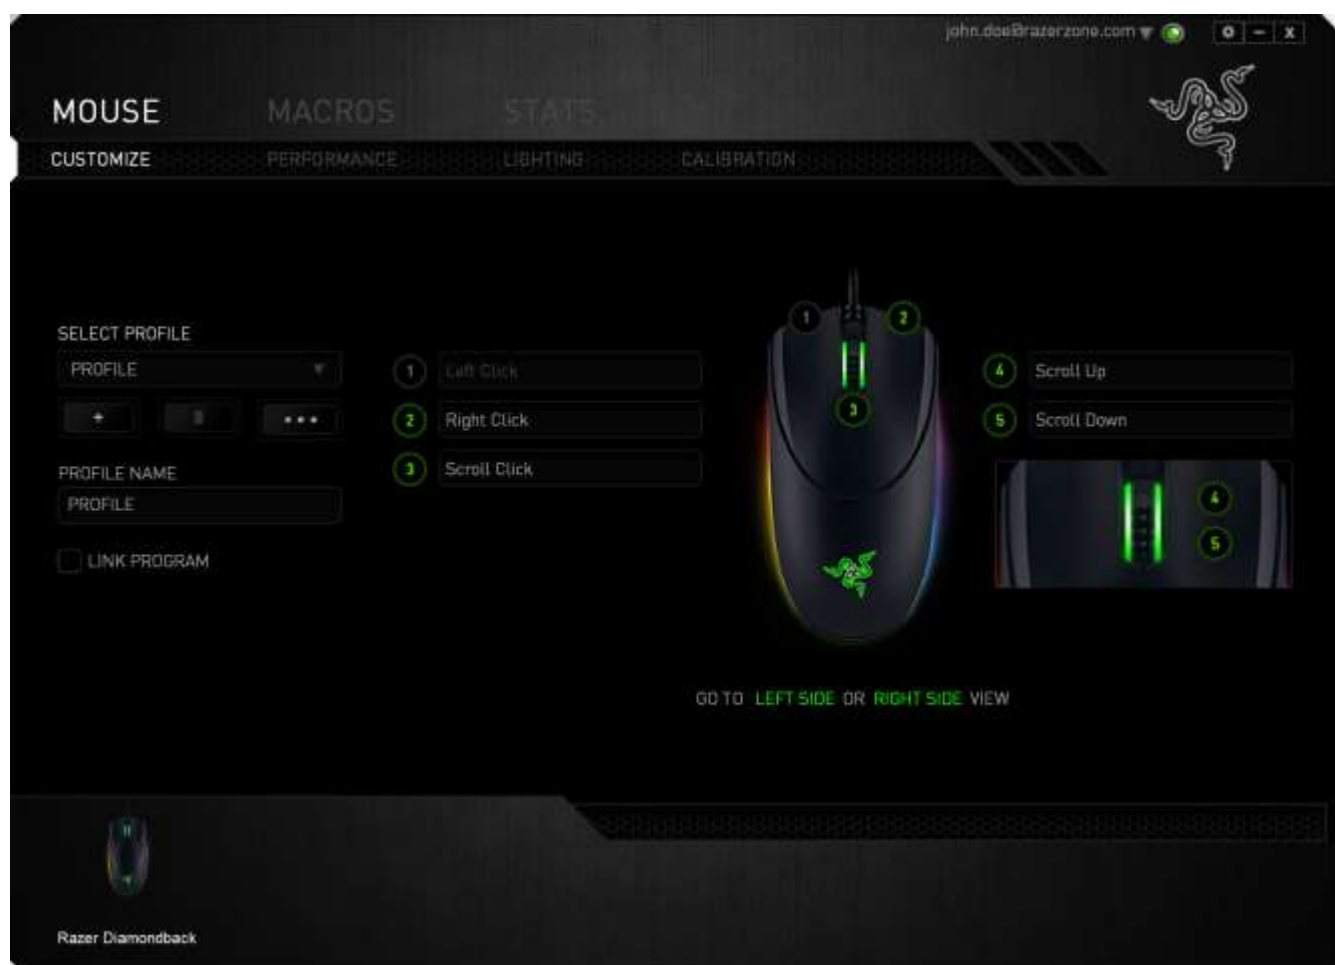 john.doe@razerzone.com
MOUSE MACROS STATS
CUSTOMIZE PERFORMANCE LIGHTING CALIBRATION
SELECT PROFILE
PROFILE
PROFILE NAME
PROFILE
LINK PROGRAM
1 Left Click
2 Right Click
3 Scroll Click
1 2
3
4 Scroll Up
5 Scroll Down
4
5
GO TO LEFT SIDE OR RIGHT SIDE VIEW
Razer Diamondback